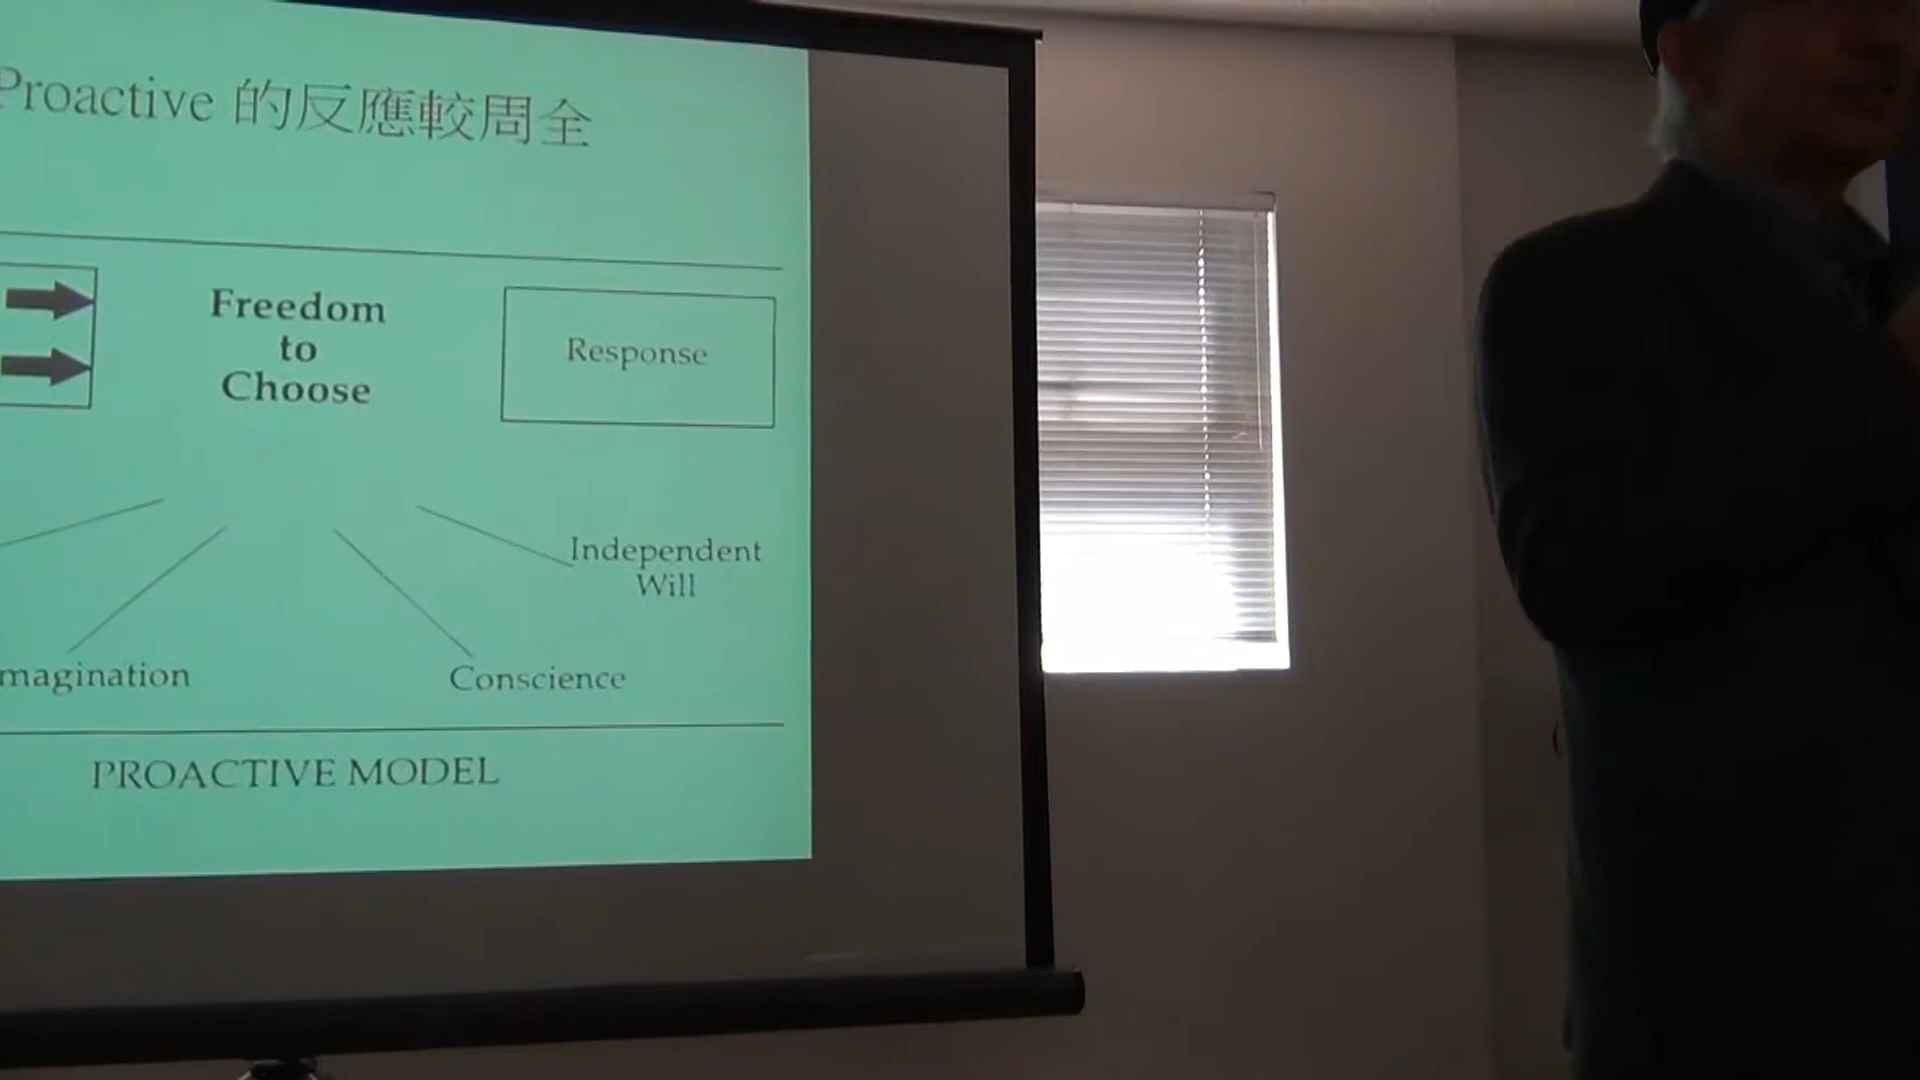 Proactive 的反應較周全
Freedom
to
Choose
Response
Independent
Will
magination
Conscience
PROACTIVE MODEL